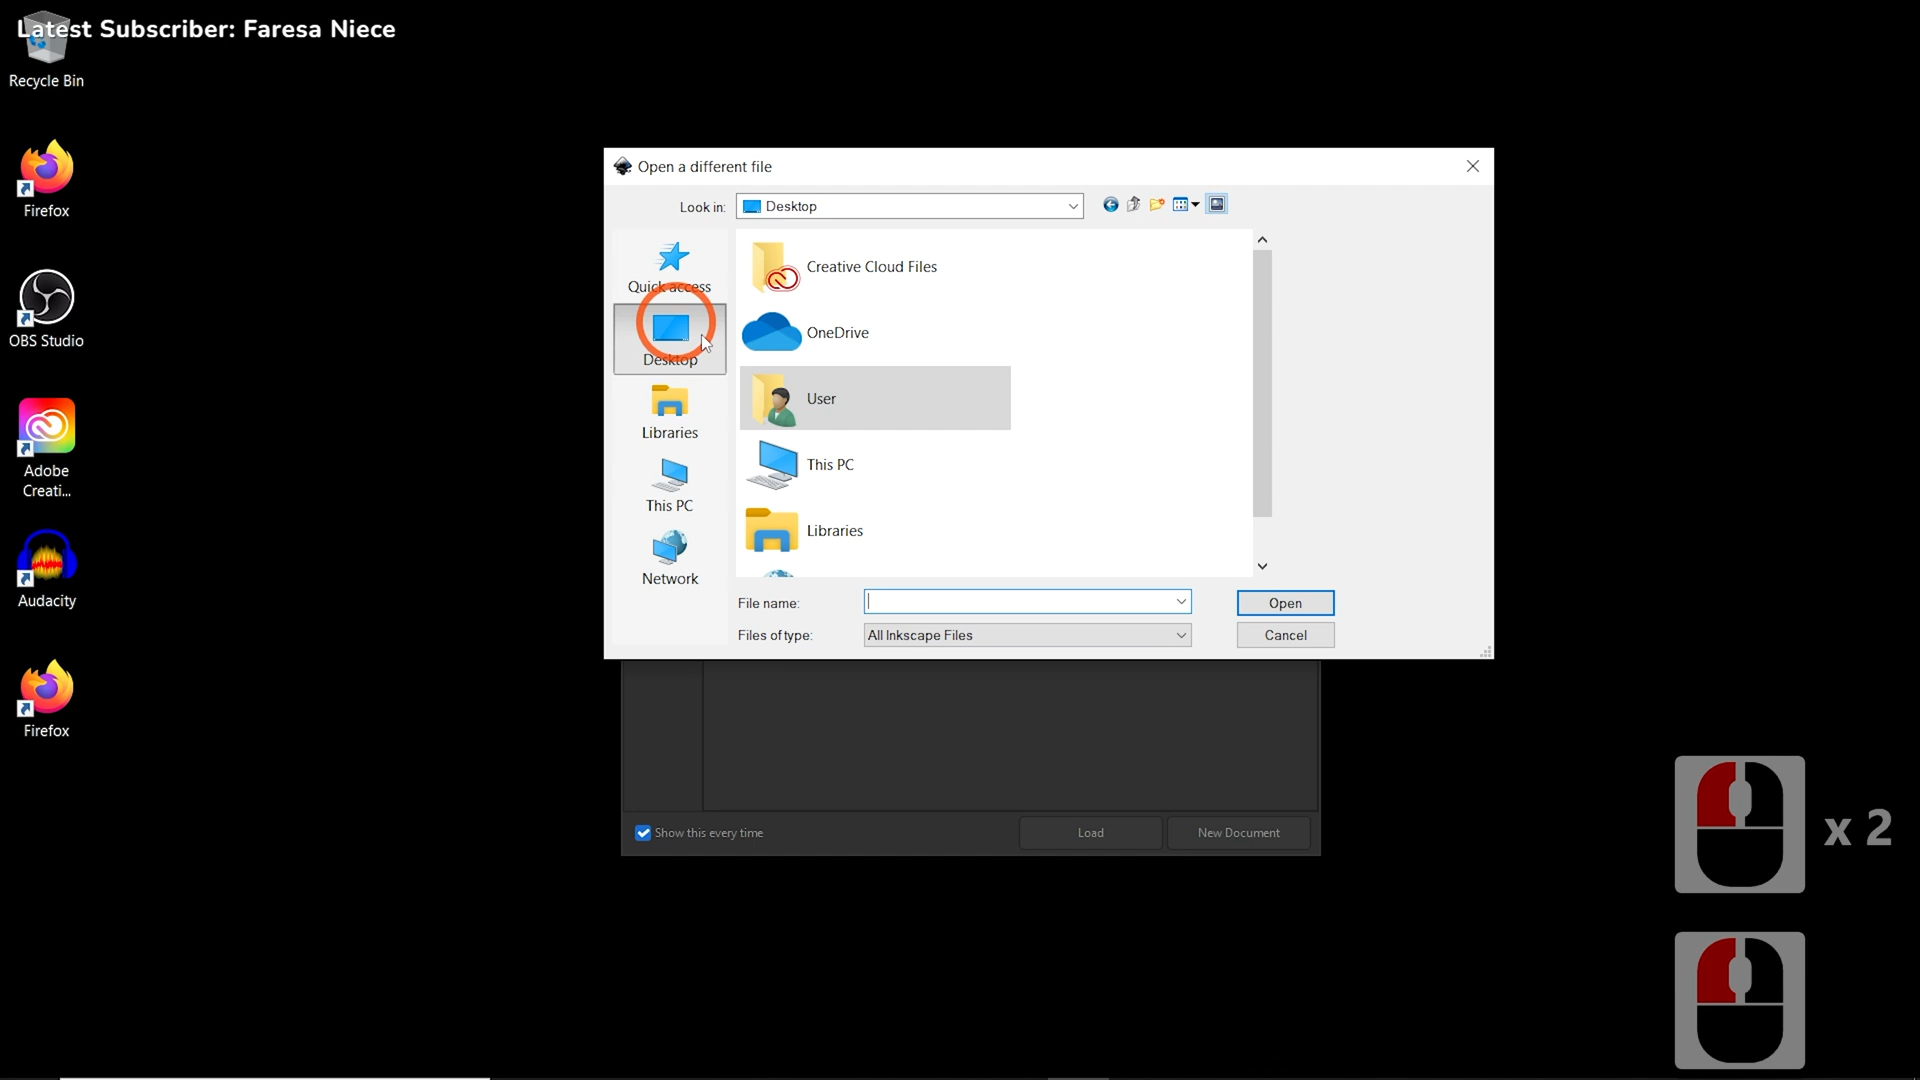 Latest Subscriber: Faresa Niece
Recycle Bin
Firefox
OBS Studio
Adobe
Creati...
Audacity
Firefox
Open a different file
Look in:
Desktop
Quick access
Desktop
Libraries
This PC
Network
Creative Cloud Files
OneDrive
User
This PC
Libraries
File name:
Open
Files of type:
All Inkscape Files
Cancel
Show this every time
Load
New Document
x 2